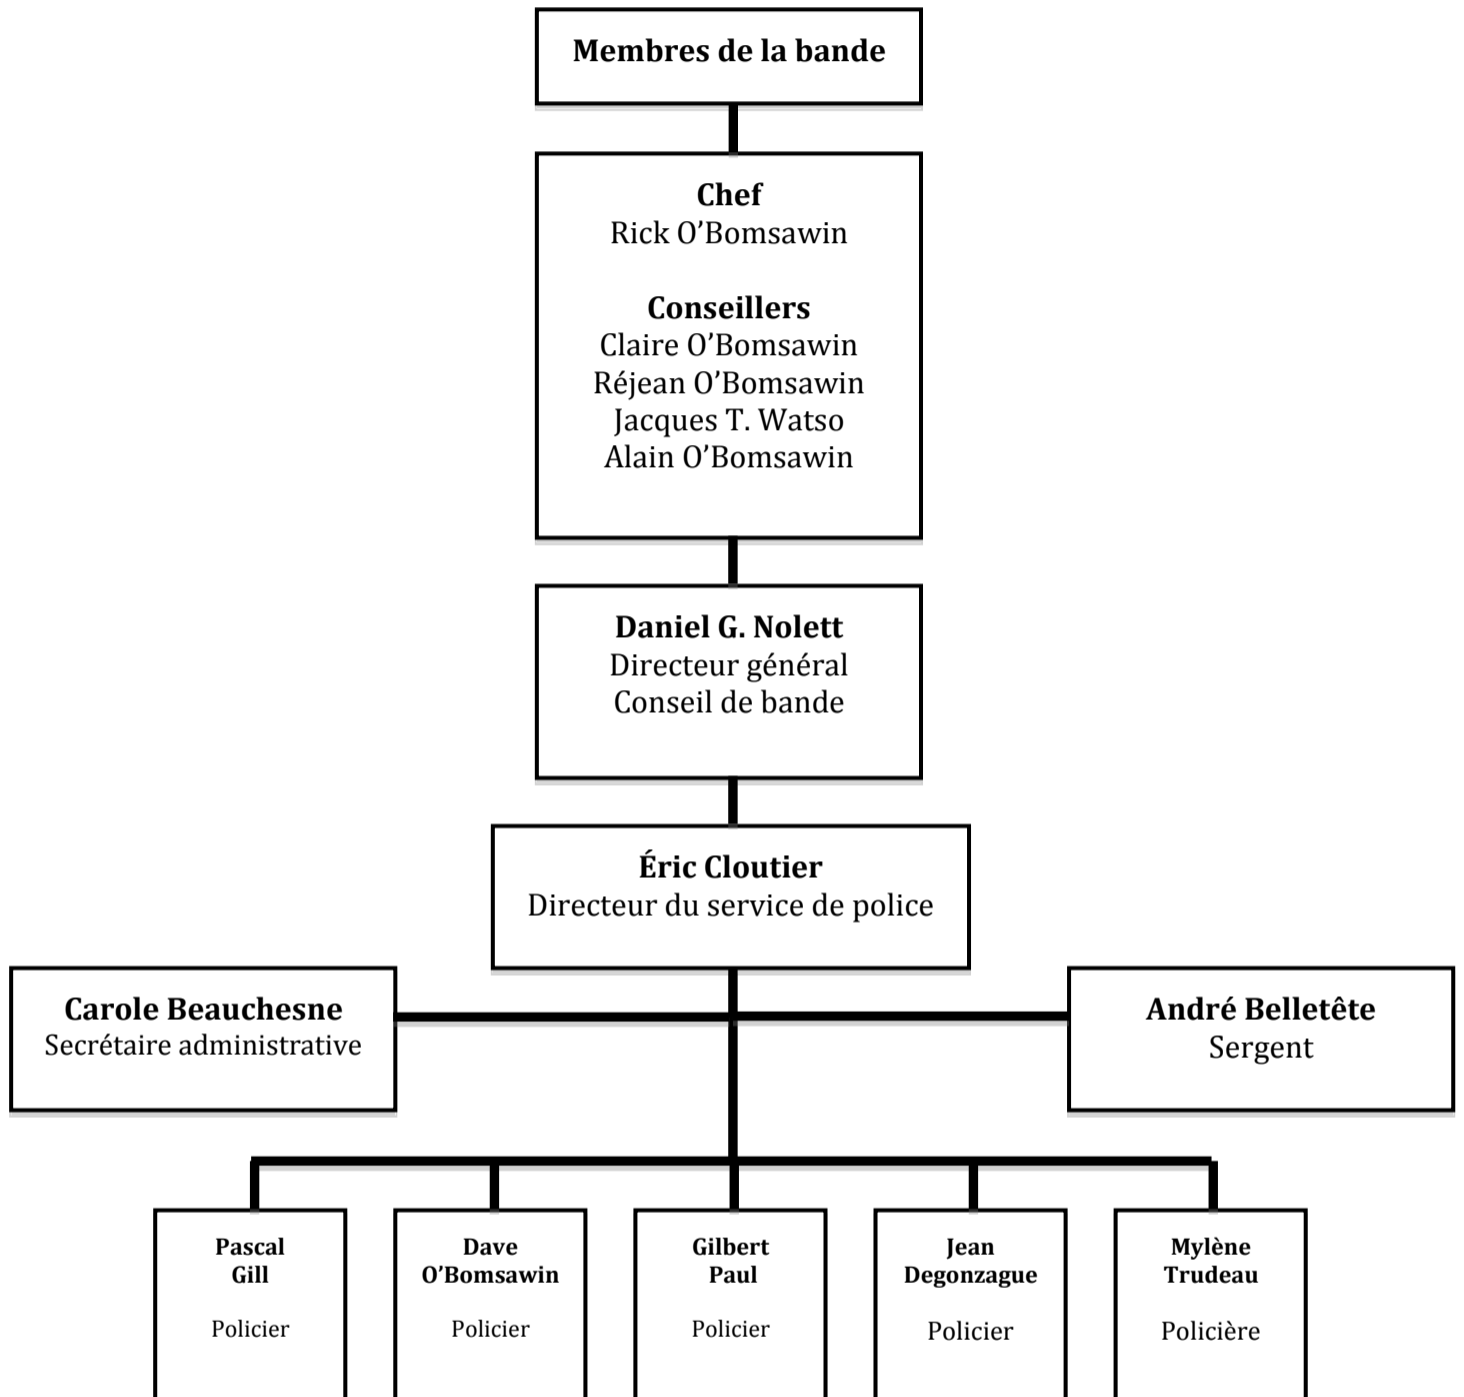 Membres de la bande
Chef
Rick O’Bomsawin
Conseillers
Claire O’Bomsawin
Réjean O’Bomsawin
Jacques T. Watso
Alain O’Bomsawin
Daniel G. Nolett
Directeur général
Conseil de bande
Éric Cloutier
Directeur du service de police
Carole Beauchesne
Secrétaire administrative
André Belletête
Sergent
Pascal
Gill
Policier
Dave
O’Bomsawin
Policier
Gilbert
Paul
Policier
Jean
Degonzague
Policier
Mylène
Trudeau
Policière